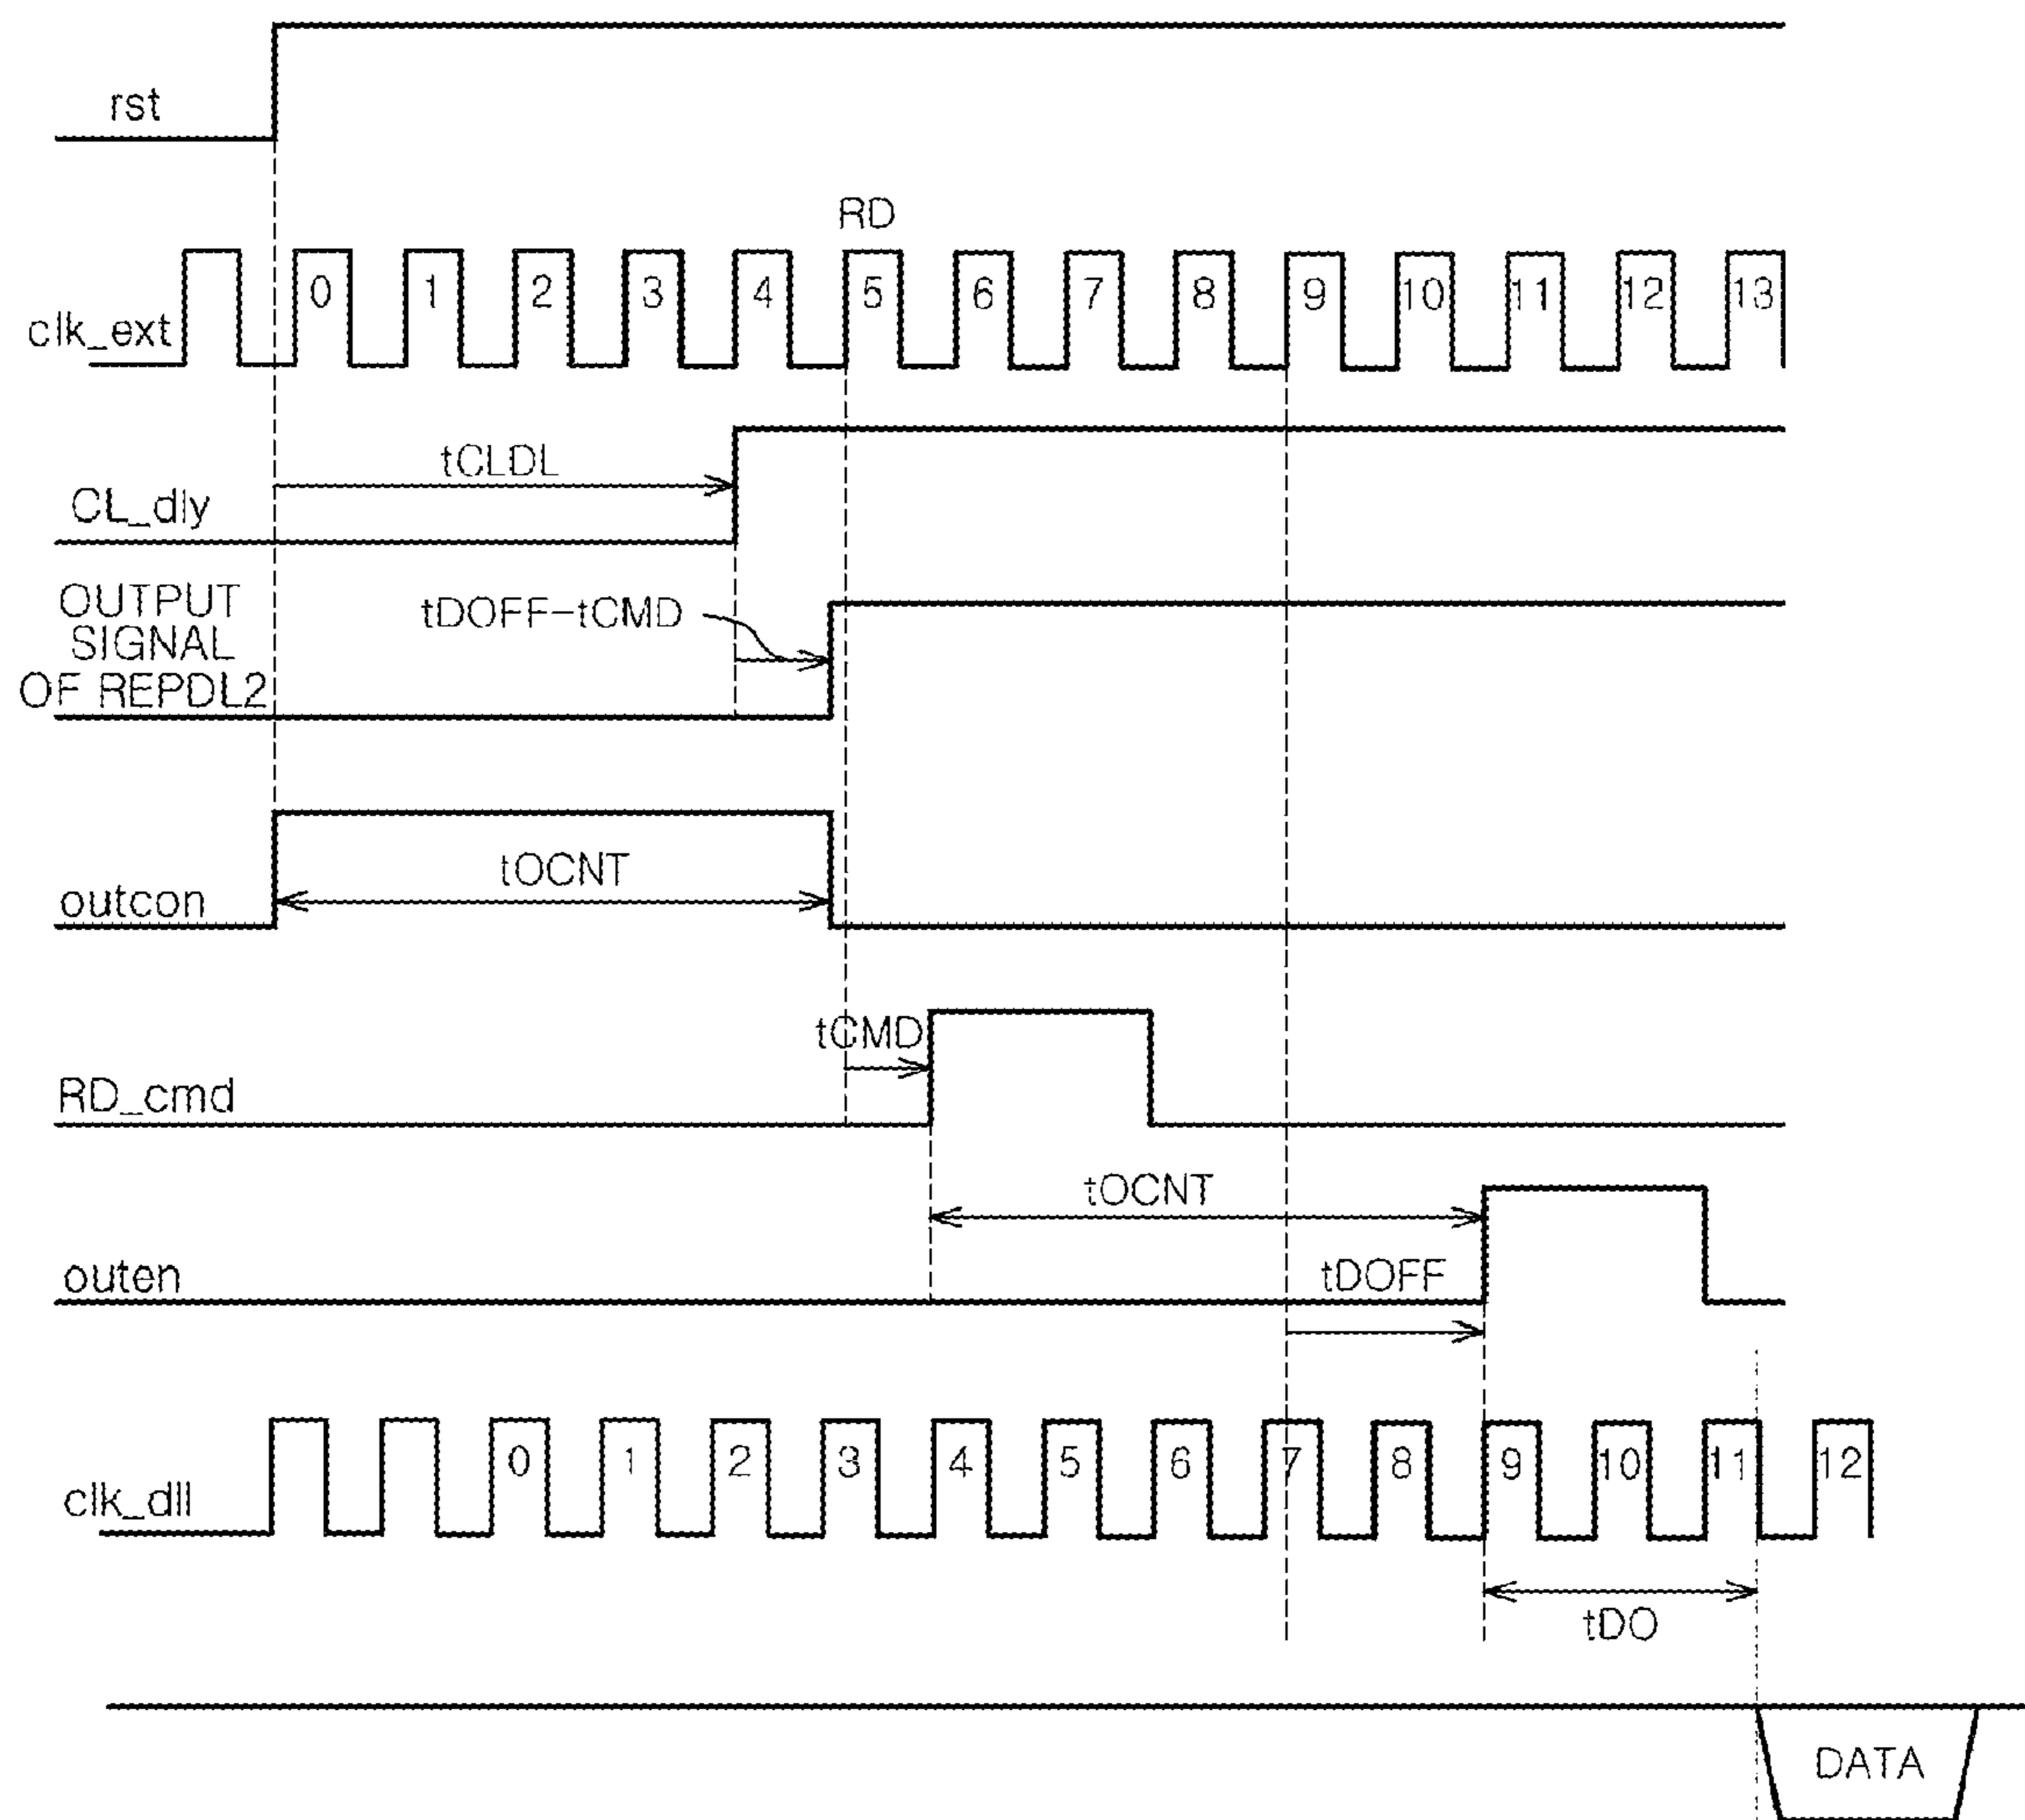 rst
RD
clk_ext 0 1 2 3 4 5 6 7 8 9 10 11 12 13
tCLDL
CL_dly
OUTPUT
SIGNAL
OF REPDL2
tDOFF-tCMD
tOCNT
outcon
tCMD
RD_cmd
tOCNT
outen
tDOFF
clk_dll 0 1 2 3 4 5 6 7 8 9 10 11 12
tDO
DATA